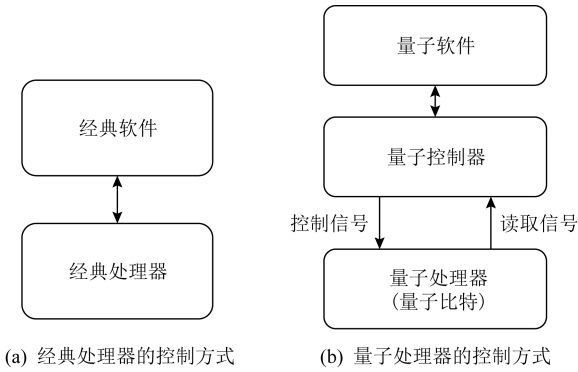 经典软件
经典处理器
(a) 经典处理器的控制方式
量子软件
量子控制器
控制信号
读取信号
量子处理器
(量子比特)
(b) 量子处理器的控制方式